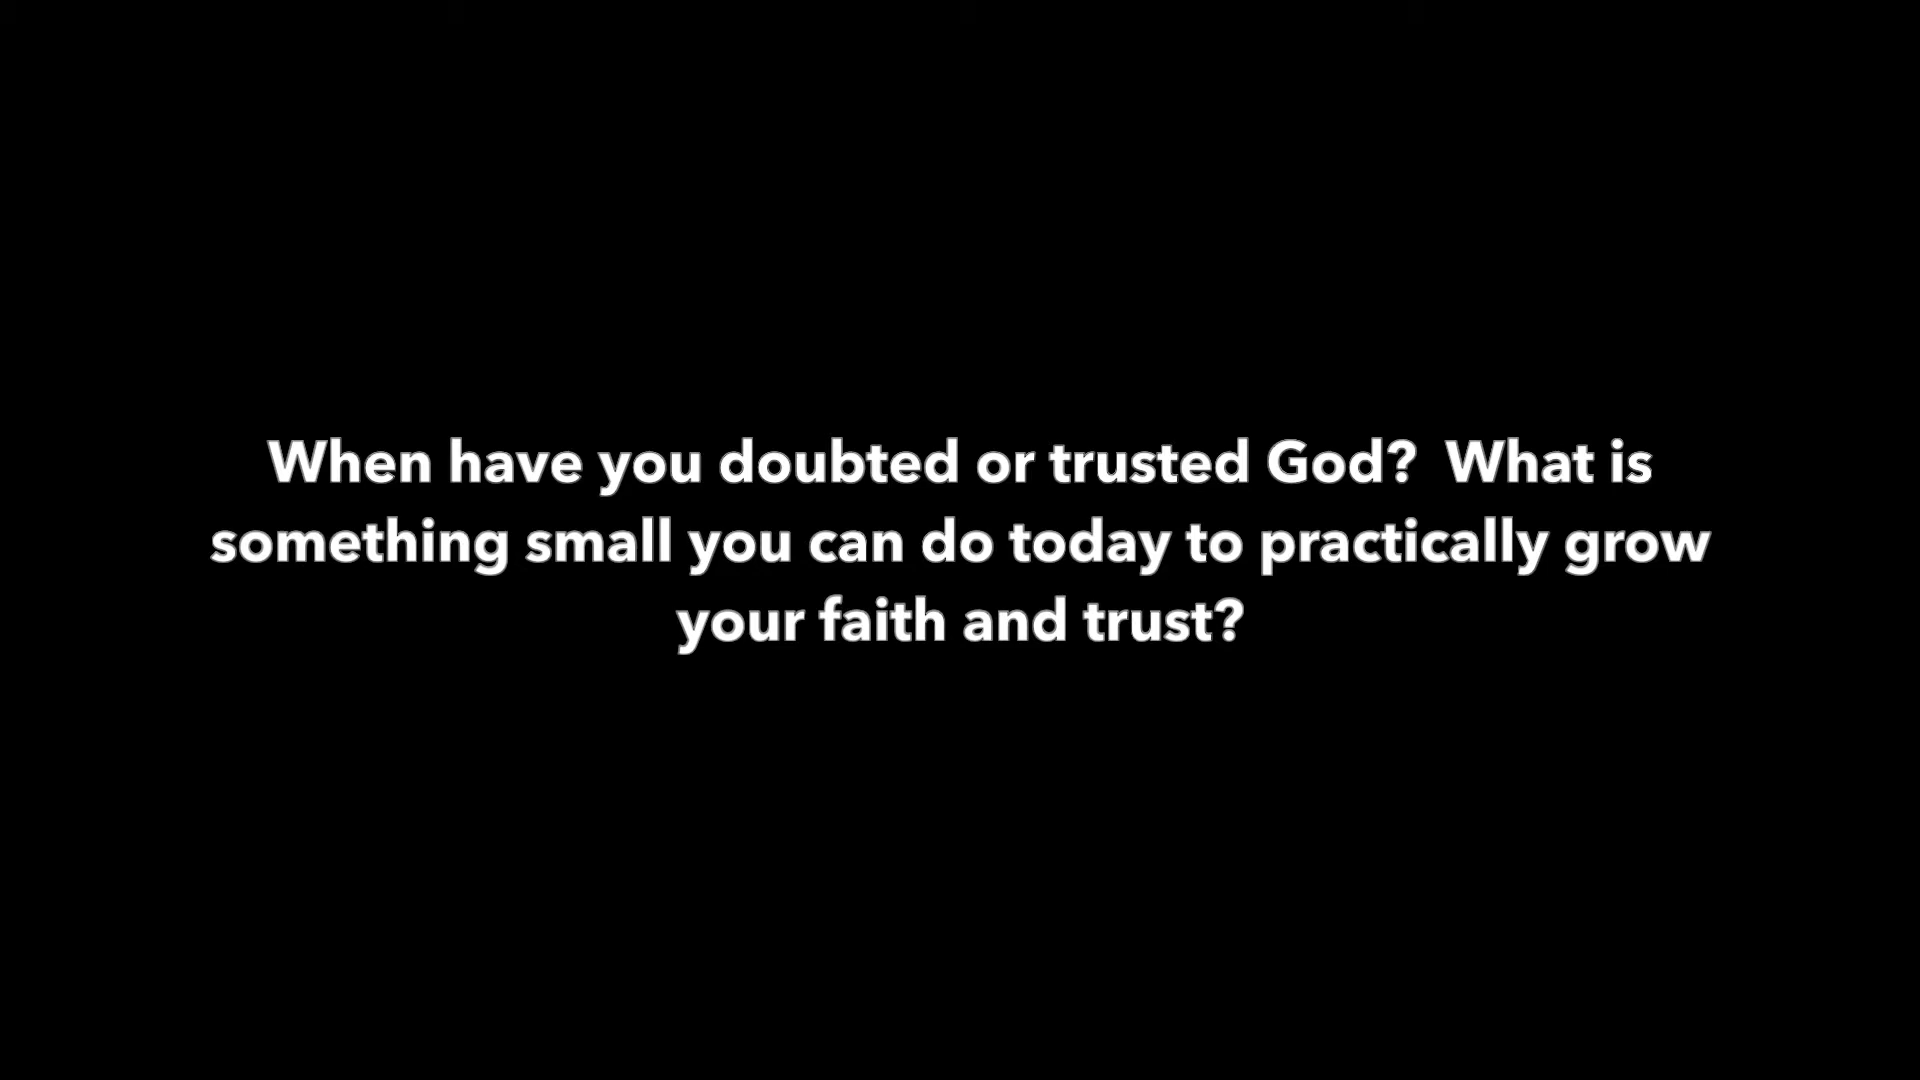 When have you doubted or trusted God?  What is
something small you can do today to practically grow
your faith and trust?